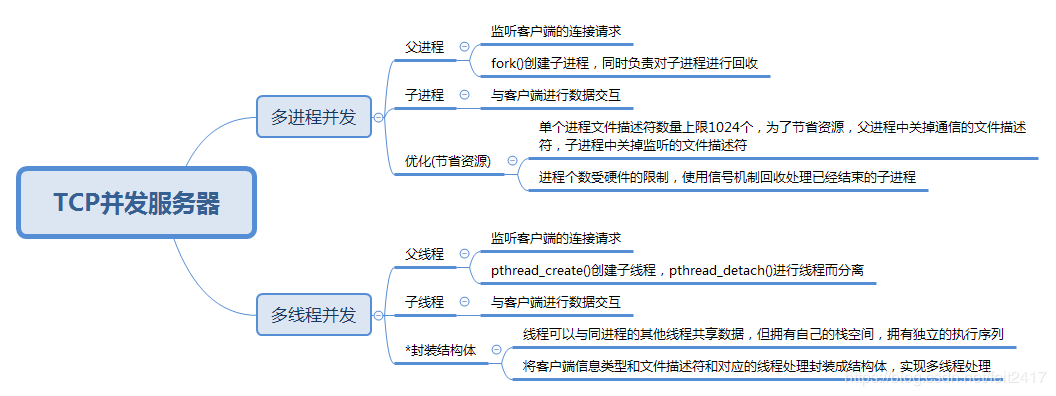 TCP并发服务器
多进程并发
父进程
监听客户端的连接请求
fork()创建子进程，同时负责对子进程进行回收
子进程
与客户端进行数据交互
优化(节省资源)
单个进程文件描述符数量上限1024个，为了节省资源，父进程中关掉通信的文件描述
符，子进程中关掉监听的文件描述符
进程个数受硬件的限制，使用信号机制回收处理已经结束的子进程
多线程并发
父线程
监听客户端的连接请求
pthread_create()创建子线程，pthread_detach()进行线程而分离
子线程
与客户端进行数据交互
*封装结构体
线程可以与同进程的其他线程共享数据，但拥有自己的栈空间，拥有独立的执行序列
将客户端信息类型和文件描述符和对应的线程处理封装成结构体，实现多线程处理